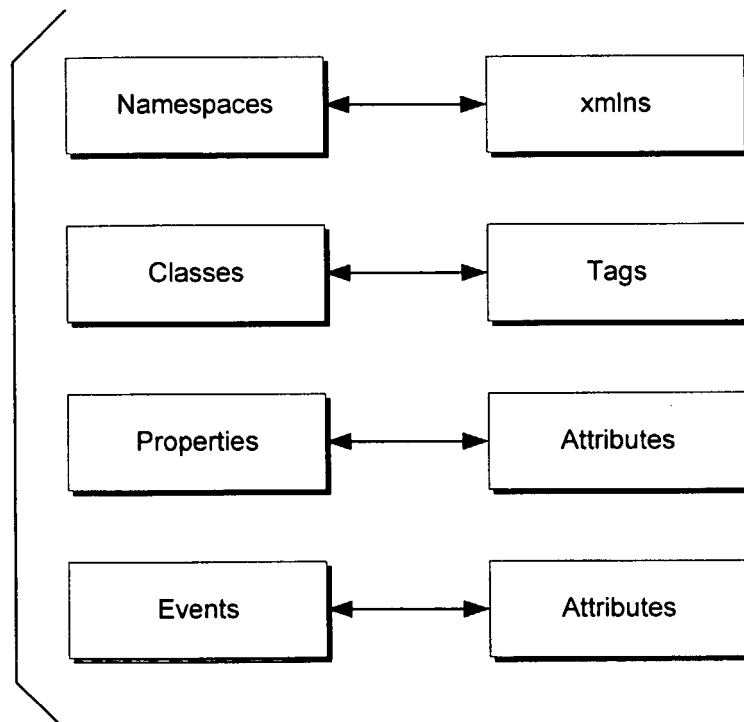 Namespaces xmlns
Classes Tags
Properties Attributes
Events Attributes